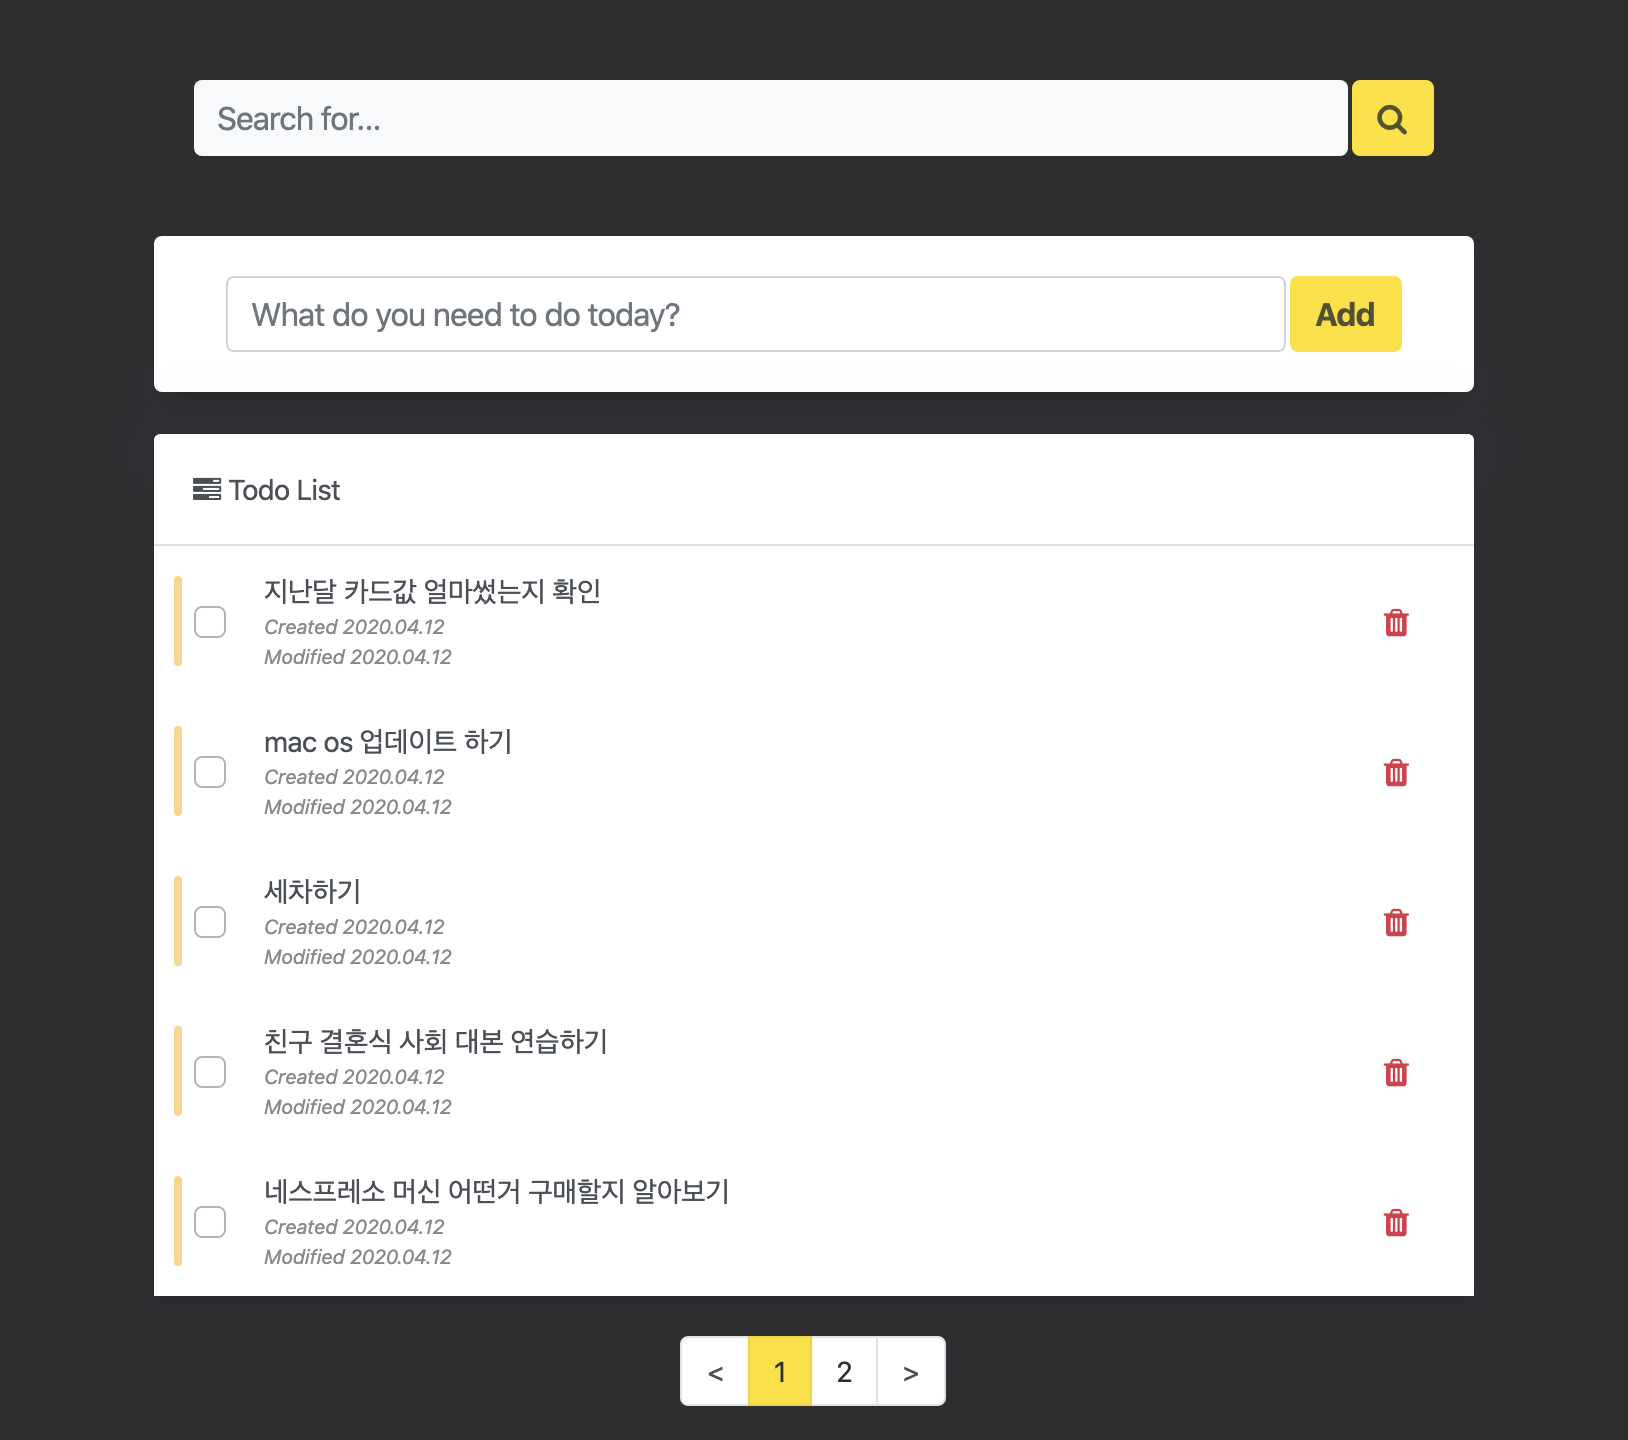 Search for...
What do you need to do today?
Add
Todo List
지난달 카드값 얼마썼는지 확인
Created 2020.04.12
Modified 2020.04.12
mac os 업데이트 하기
Created 2020.04.12
Modified 2020.04.12
세차하기
Created 2020.04.12
Modified 2020.04.12
친구 결혼식 사회 대본 연습하기
Created 2020.04.12
Modified 2020.04.12
네스프레소 머신 어떤거 구매할지 알아보기
Created 2020.04.12
Modified 2020.04.12
< 1 2 >